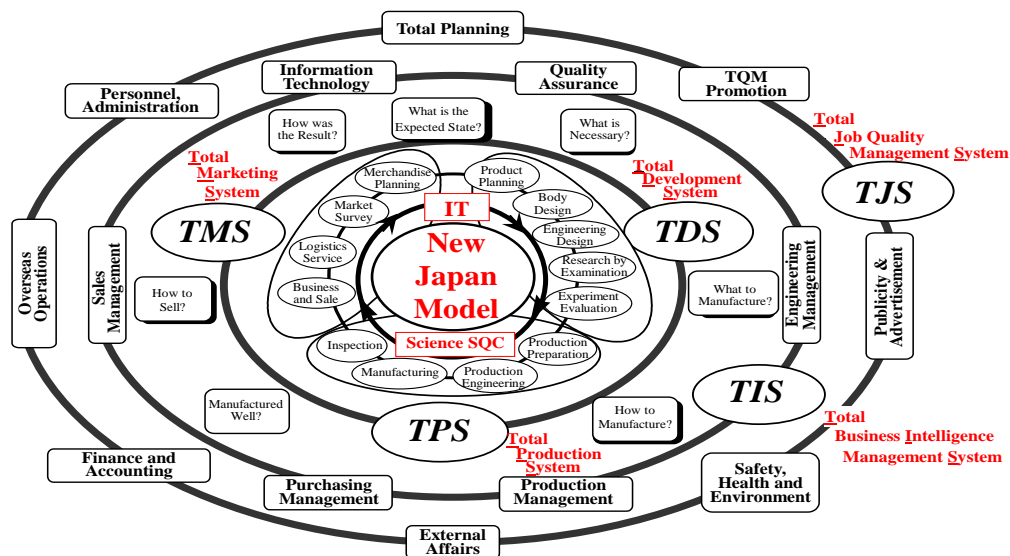 Total Planning
Information
Technology
Quality
Assurance
TQM
Promotion
Personnel,
Administration
How was
the Result?
What is the
Expected State?
What is
Necessary?
Total
Job Quality
Management System
Total
Marketing
System
Total
Development
System
Merchandise
Planning
Product
Planning
Market
Survey
Body
Design
IT
TMS
TDS
TJS
Logistics
Service
Engineering
Design
New
Japan
Model
Research by
Examination
Business
and Sale
Experiment
Evaluation
Overseas
Operations
Sales
Management
How to
Sell?
What to
Manufacture?
Engineering
Management
Publicity &
Advertisement
Science SQC
Inspection
Production
Preparation
Manufacturing
Production
Engineering
Manufactured
Well?
TPS
How to
Manufacture?
TIS
Total
Production
System
Total
Business Intelligence
Management System
Finance and
Accounting
Purchasing
Management
Production
Management
Safety,
Health and
Environment
External
Affairs